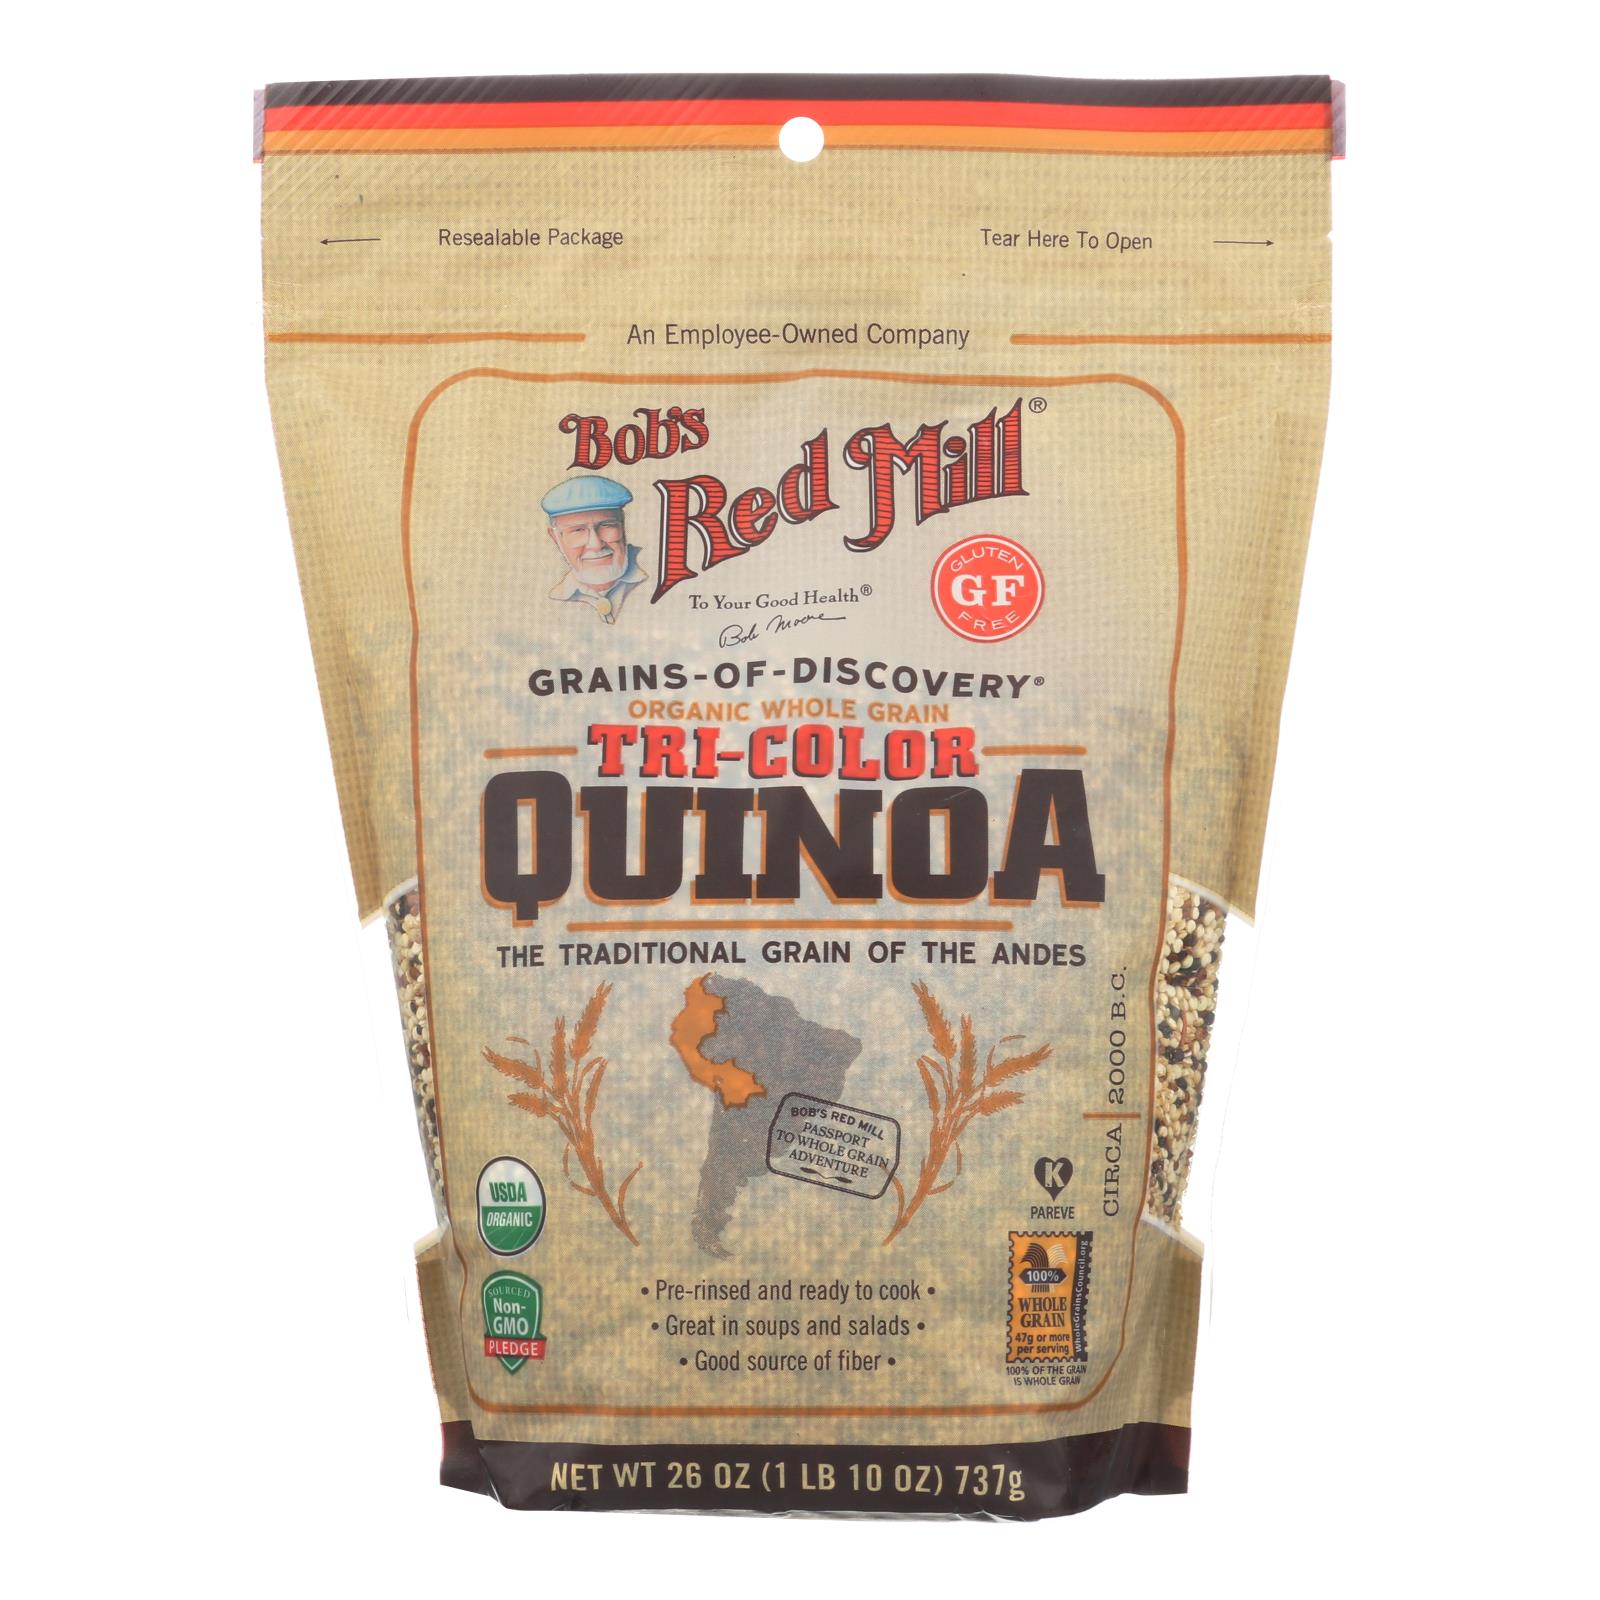 Resealable Package
Tear Here To Open
An Employee-Owned Company
Bob's
Red Mill®
To Your Good Health®
Bob Moore
GLUTEN
GF
FREE
GRAINS-OF-DISCOVERY®
ORGANIC WHOLE GRAIN
TRI-COLOR
QUINOA
THE TRADITIONAL GRAIN OF THE ANDES
CIRCA | 2000 B.C.
BOB'S RED MILL
PASSPORT
TO WHOLE GRAIN
ADVENTURE
USDA
ORGANIC
K
PAREVE
SOURCED
Non-
GMO
PLEDGE
• Pre-rinsed and ready to cook •
• Great in soups and salads •
• Good source of fiber •
100%
WHOLE
GRAIN
47g or more
per serving
WholeGrainsCouncil.org
100% OF THE GRAIN
IS WHOLE GRAIN
NET WT 26 OZ (1 LB 10 OZ) 737g